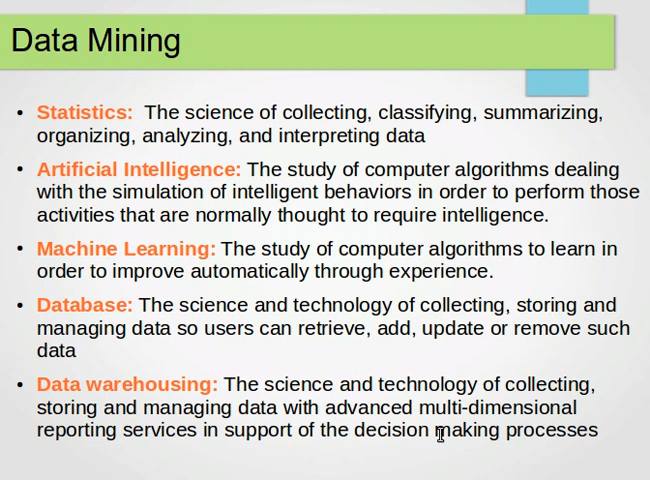 Data Mining
• Statistics: The science of collecting, classifying, summarizing,
organizing, analyzing, and interpreting data
• Artificial Intelligence: The study of computer algorithms dealing
with the simulation of intelligent behaviors in order to perform those
activities that are normally thought to require intelligence.
• Machine Learning: The study of computer algorithms to learn in
order to improve automatically through experience.
• Database: The science and technology of collecting, storing and
managing data so users can retrieve, add, update or remove such
data
• Data warehousing: The science and technology of collecting,
storing and managing data with advanced multi-dimensional
reporting services in support of the decision making processes